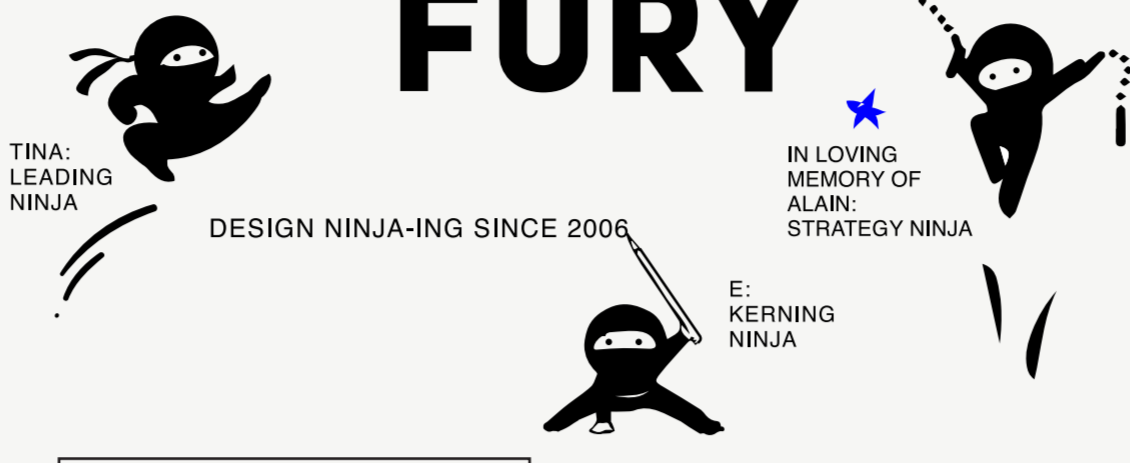 FURY
TINA:
LEADING
NINJA
IN LOVING
MEMORY OF
ALAIN:
STRATEGY NINJA
DESIGN NINJA-ING SINCE 2006
E:
KERNING
NINJA